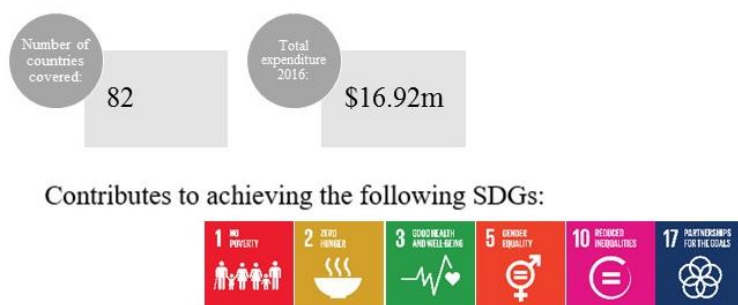 Number of
countries
covered:
82
Total
expenditure
2016:
$16.92m
Contributes to achieving the following SDGs:
1 NO
POVERTY
2 ZERO
HUNGER
3 GOOD HEALTH
AND WELL-BEING
5 GENDER
EQUALITY
10 REDUCED
INEQUALITIES
17 PARTNERSHIPS
FOR THE GOALS